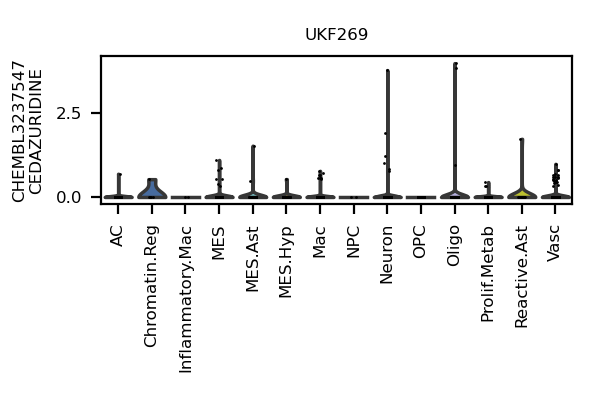 UKF269
CHEMBL3237547
CEDAZURIDINE
2.5
0.0
AC
Chromatin.Reg
Inflammatory.Mac
MES
MES.Ast
MES.Hyp
Mac
NPC
Neuron
OPC
Oligo
Prolif.Metab
Reactive.Ast
Vasc